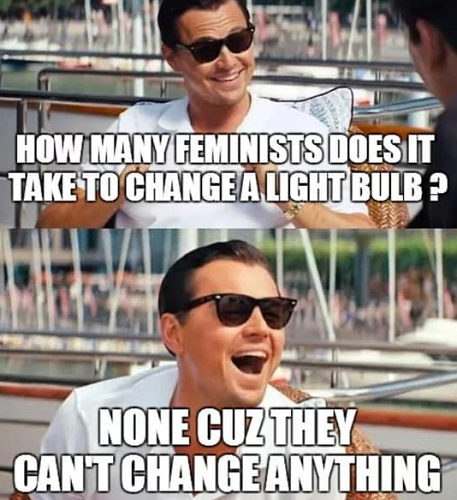 HOW MANY FEMINISTS DOES IT
TAKE TO CHANGE A LIGHT BULB ?
NONE CUZ THEY
CAN'T CHANGE ANYTHING